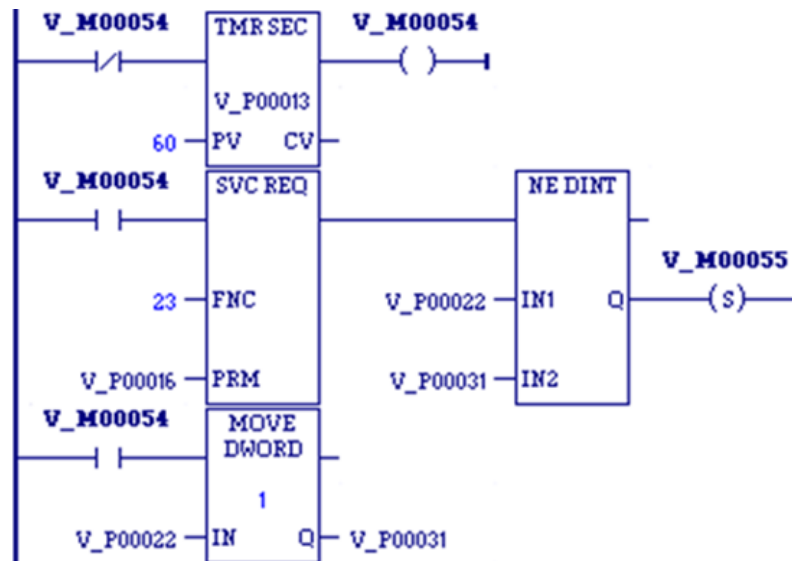 V_M00054 TMR SEC V_M00054
V_P00013
60 PV CV
V_M00054 SVC REQ NE DINT
V_M00055
23 FNC V_P00022 IN1 Q (S)
V_P00016 PRM V_P00031 IN2
V_M00054 MOVE
DWORD
1
V_P00022 IN Q V_P00031